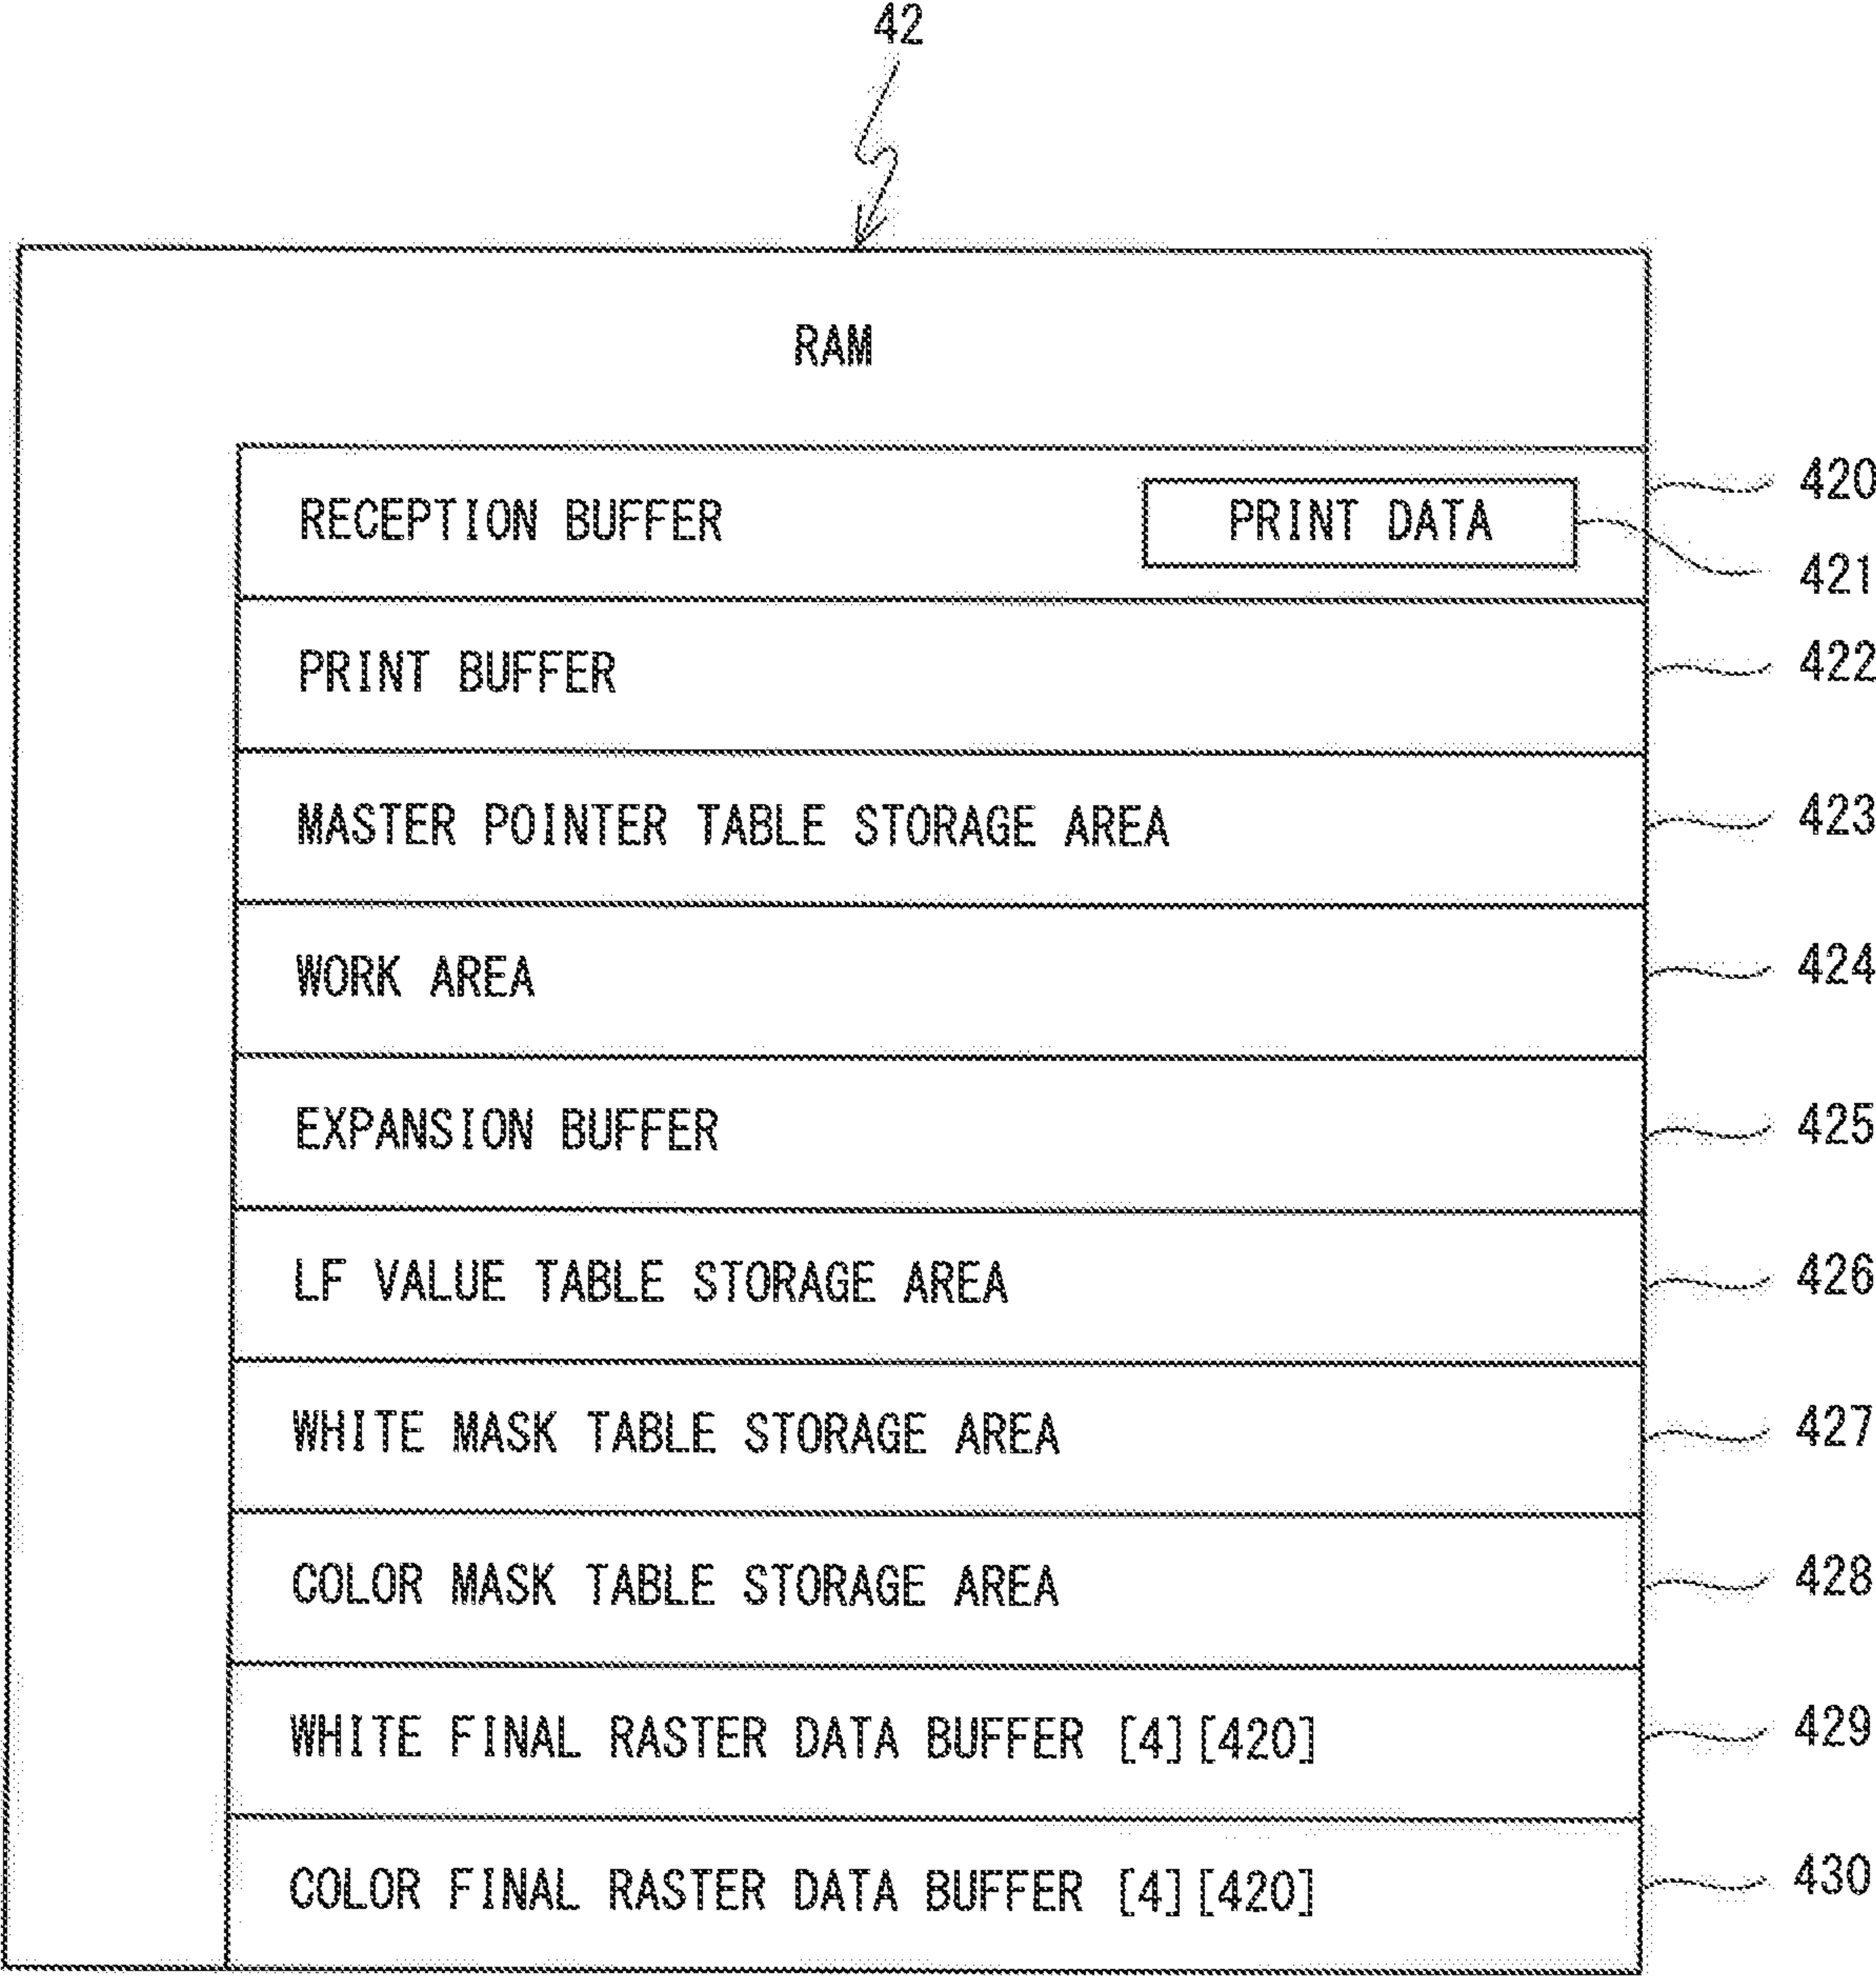 42
RAM
RECEPTION BUFFER PRINT DATA 420
421
PRINT BUFFER 422
MASTER POINTER TABLE STORAGE AREA 423
WORK AREA 424
EXPANSION BUFFER 425
LF VALUE TABLE STORAGE AREA 426
WHITE MASK TABLE STORAGE AREA 427
COLOR MASK TABLE STORAGE AREA 428
WHITE FINAL RASTER DATA BUFFER [4][420] 429
COLOR FINAL RASTER DATA BUFFER [4][420] 430